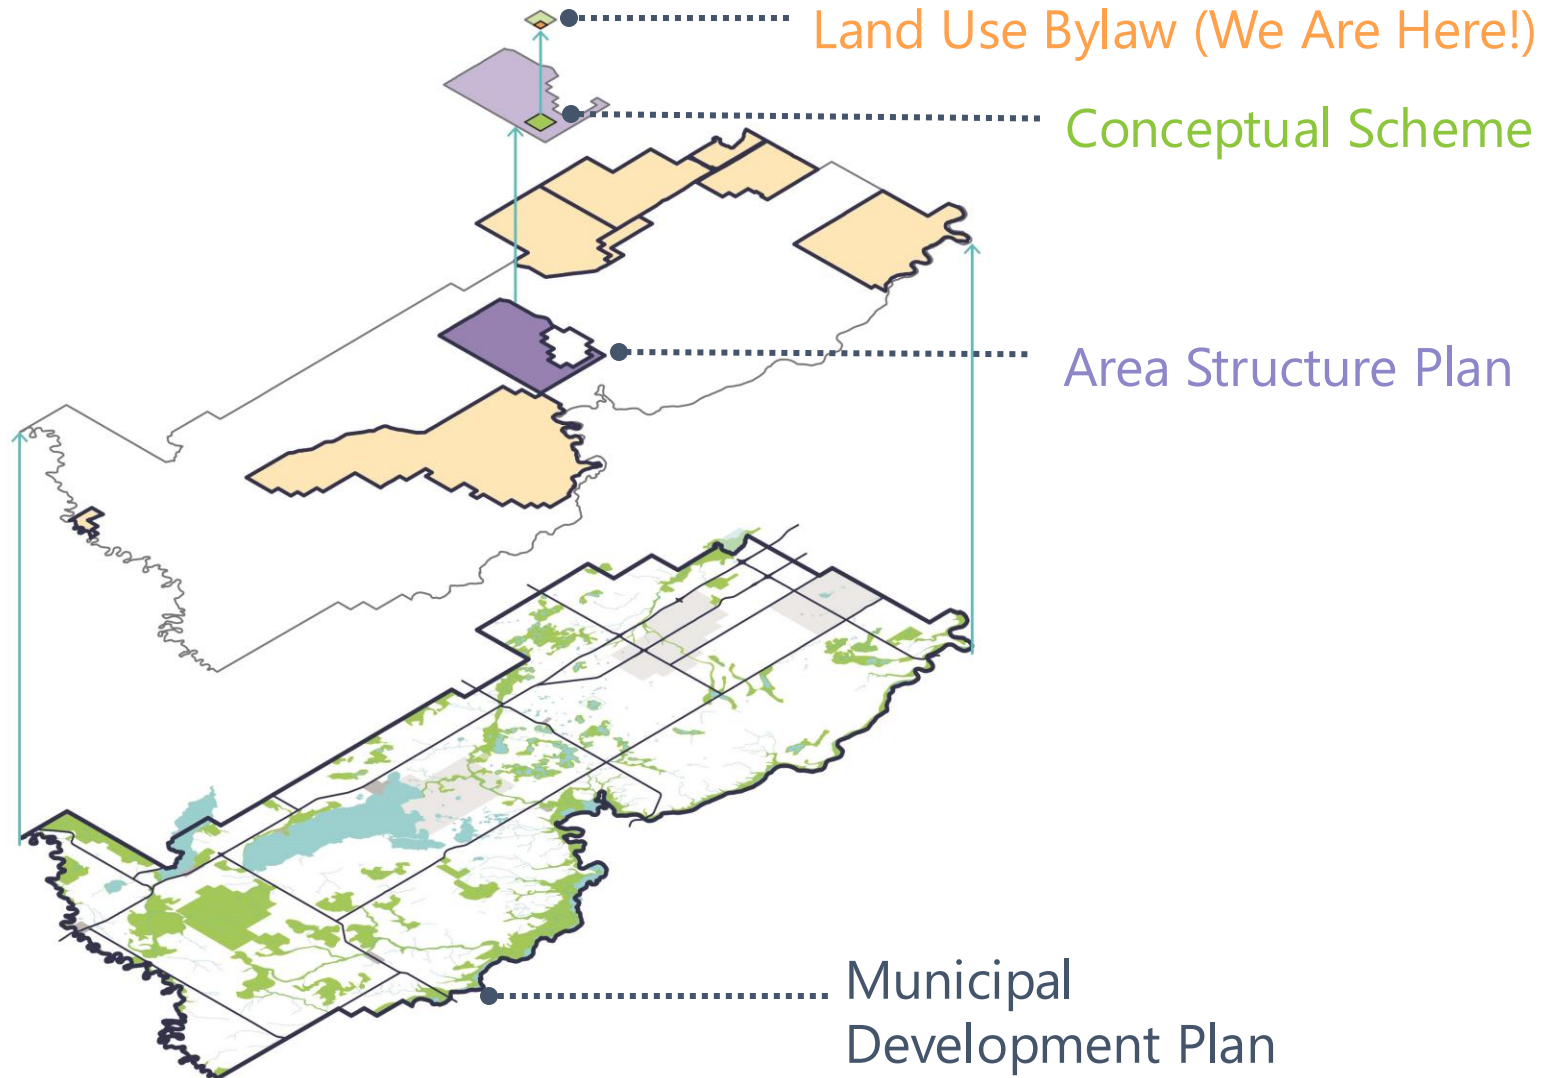 Land Use Bylaw (We Are Here!)
Conceptual Scheme
Area Structure Plan
Municipal
Development Plan